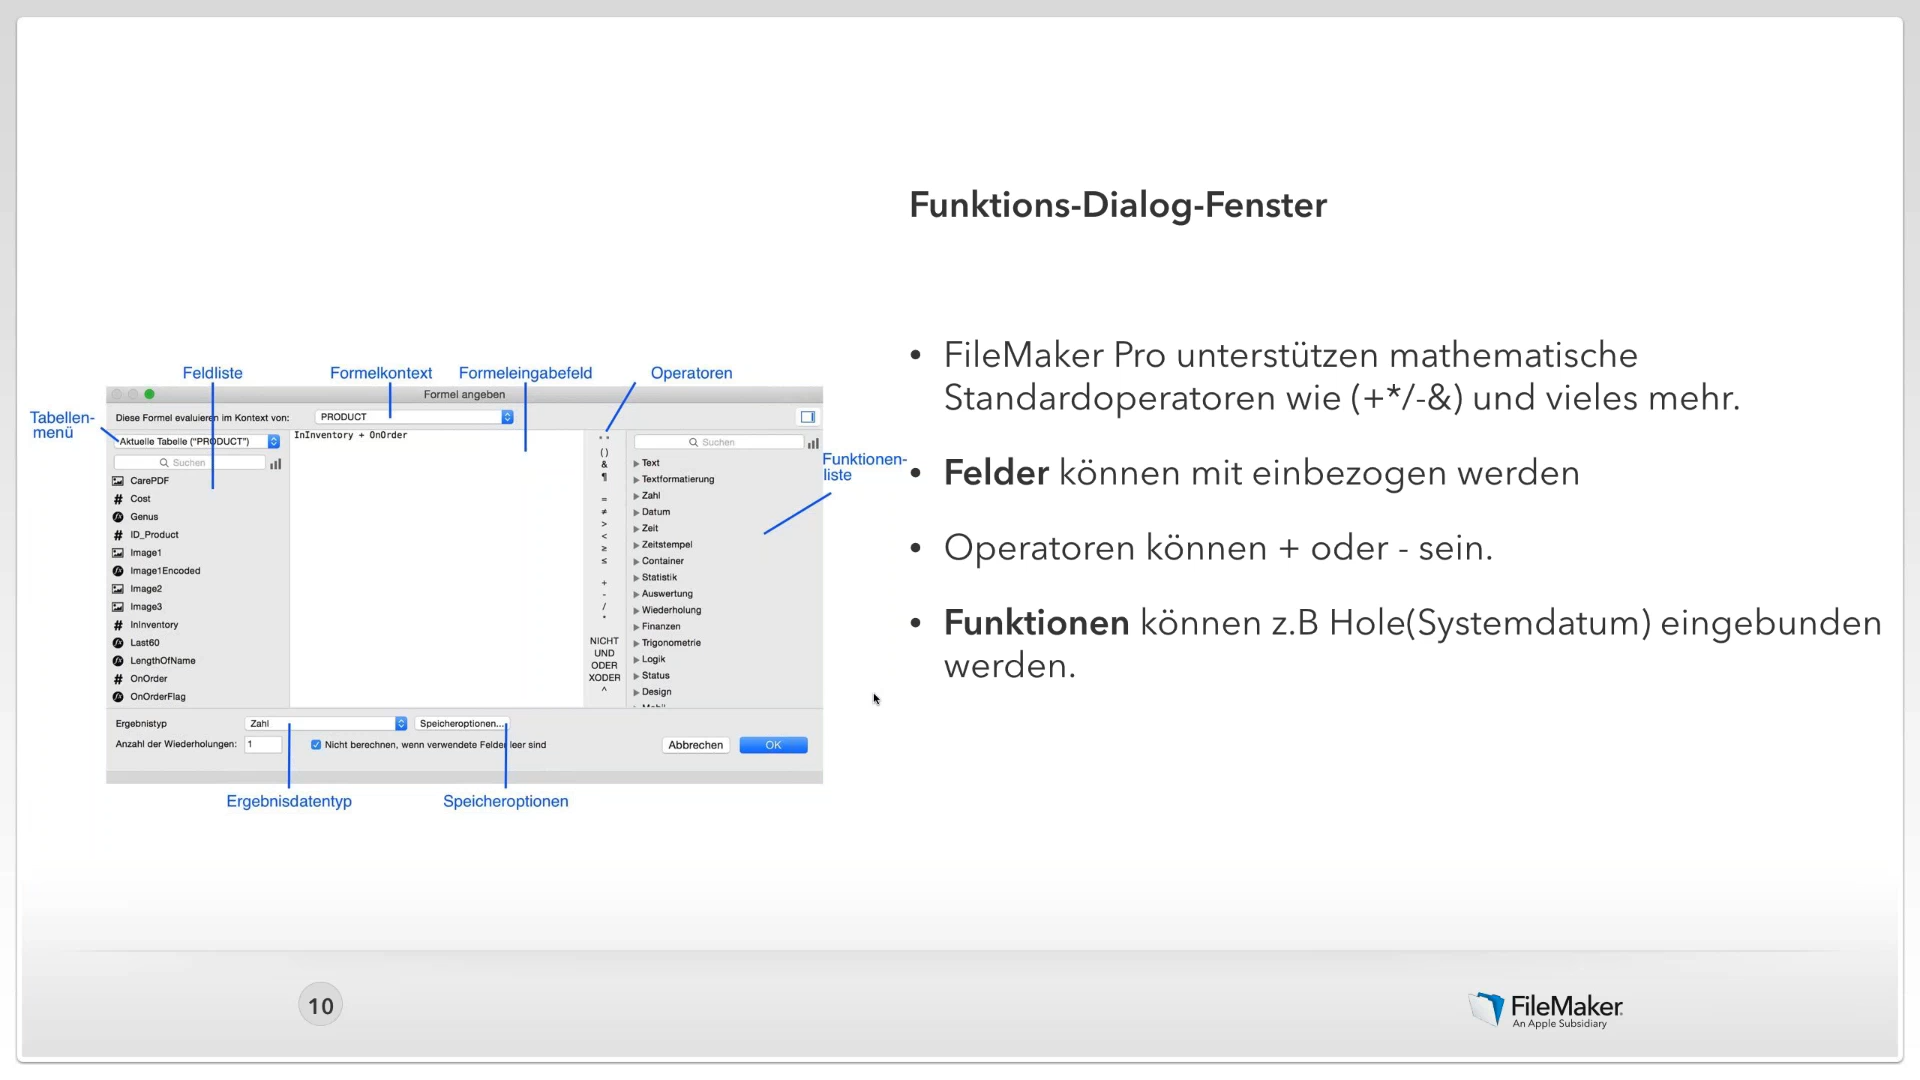 Funktions-Dialog-Fenster
• FileMaker Pro unterstützen mathematische
Standardoperatoren wie (+*/-&) und vieles mehr.
• Felder können mit einbezogen werden
• Operatoren können + oder - sein.
• Funktionen können z.B Hole(Systemdatum) eingebunden
werden.
Feldliste
Formelkontext
Formeleingabefeld
Operatoren
Tabellen-
menü
Funktionen-
liste
Formel angeben
Diese Formel evaluieren im Kontext von:
PRODUCT
Aktuelle Tabelle ("PRODUCT")
Suchen
CarePDF
Cost
Genus
ID_Product
Image1
Image1Encoded
Image2
Image3
InInventory
Last60
LengthOfName
OnOrder
OnOrderFlag
InInventory + OnOrder
" "
( )
&
¶
=
≠
>
<
≥
≤
+
-
/
*
NICHT
UND
ODER
XODER
^
Suchen
Text
Textformatierung
Zahl
Datum
Zeit
Zeitstempel
Container
Statistik
Auswertung
Wiederholung
Finanzen
Trigonometrie
Logik
Status
Design
Ergebnistyp
Zahl
Speicheroptionen...
Anzahl der Wiederholungen:
1
Nicht berechnen, wenn verwendete Felder leer sind
Abbrechen
OK
Ergebnisdatentyp
Speicheroptionen
10
FileMaker
An Apple Subsidiary